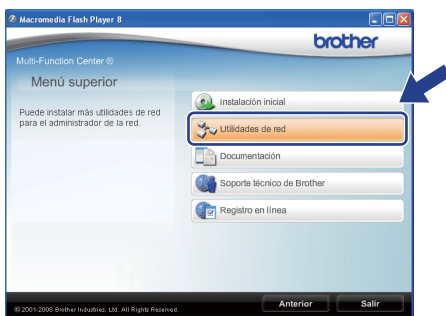 Macromedia Flash Player 8
brother
Multi-Function Center ®
Menú superior
Puede instalar más utilidades de red
para el administrador de la red.
Instalación inicial
Utilidades de red
Documentación
Soporte técnico de Brother
Registro en línea
© 2001-2008 Brother Industries, Ltd. All Rights Reserved.
Anterior
Salir